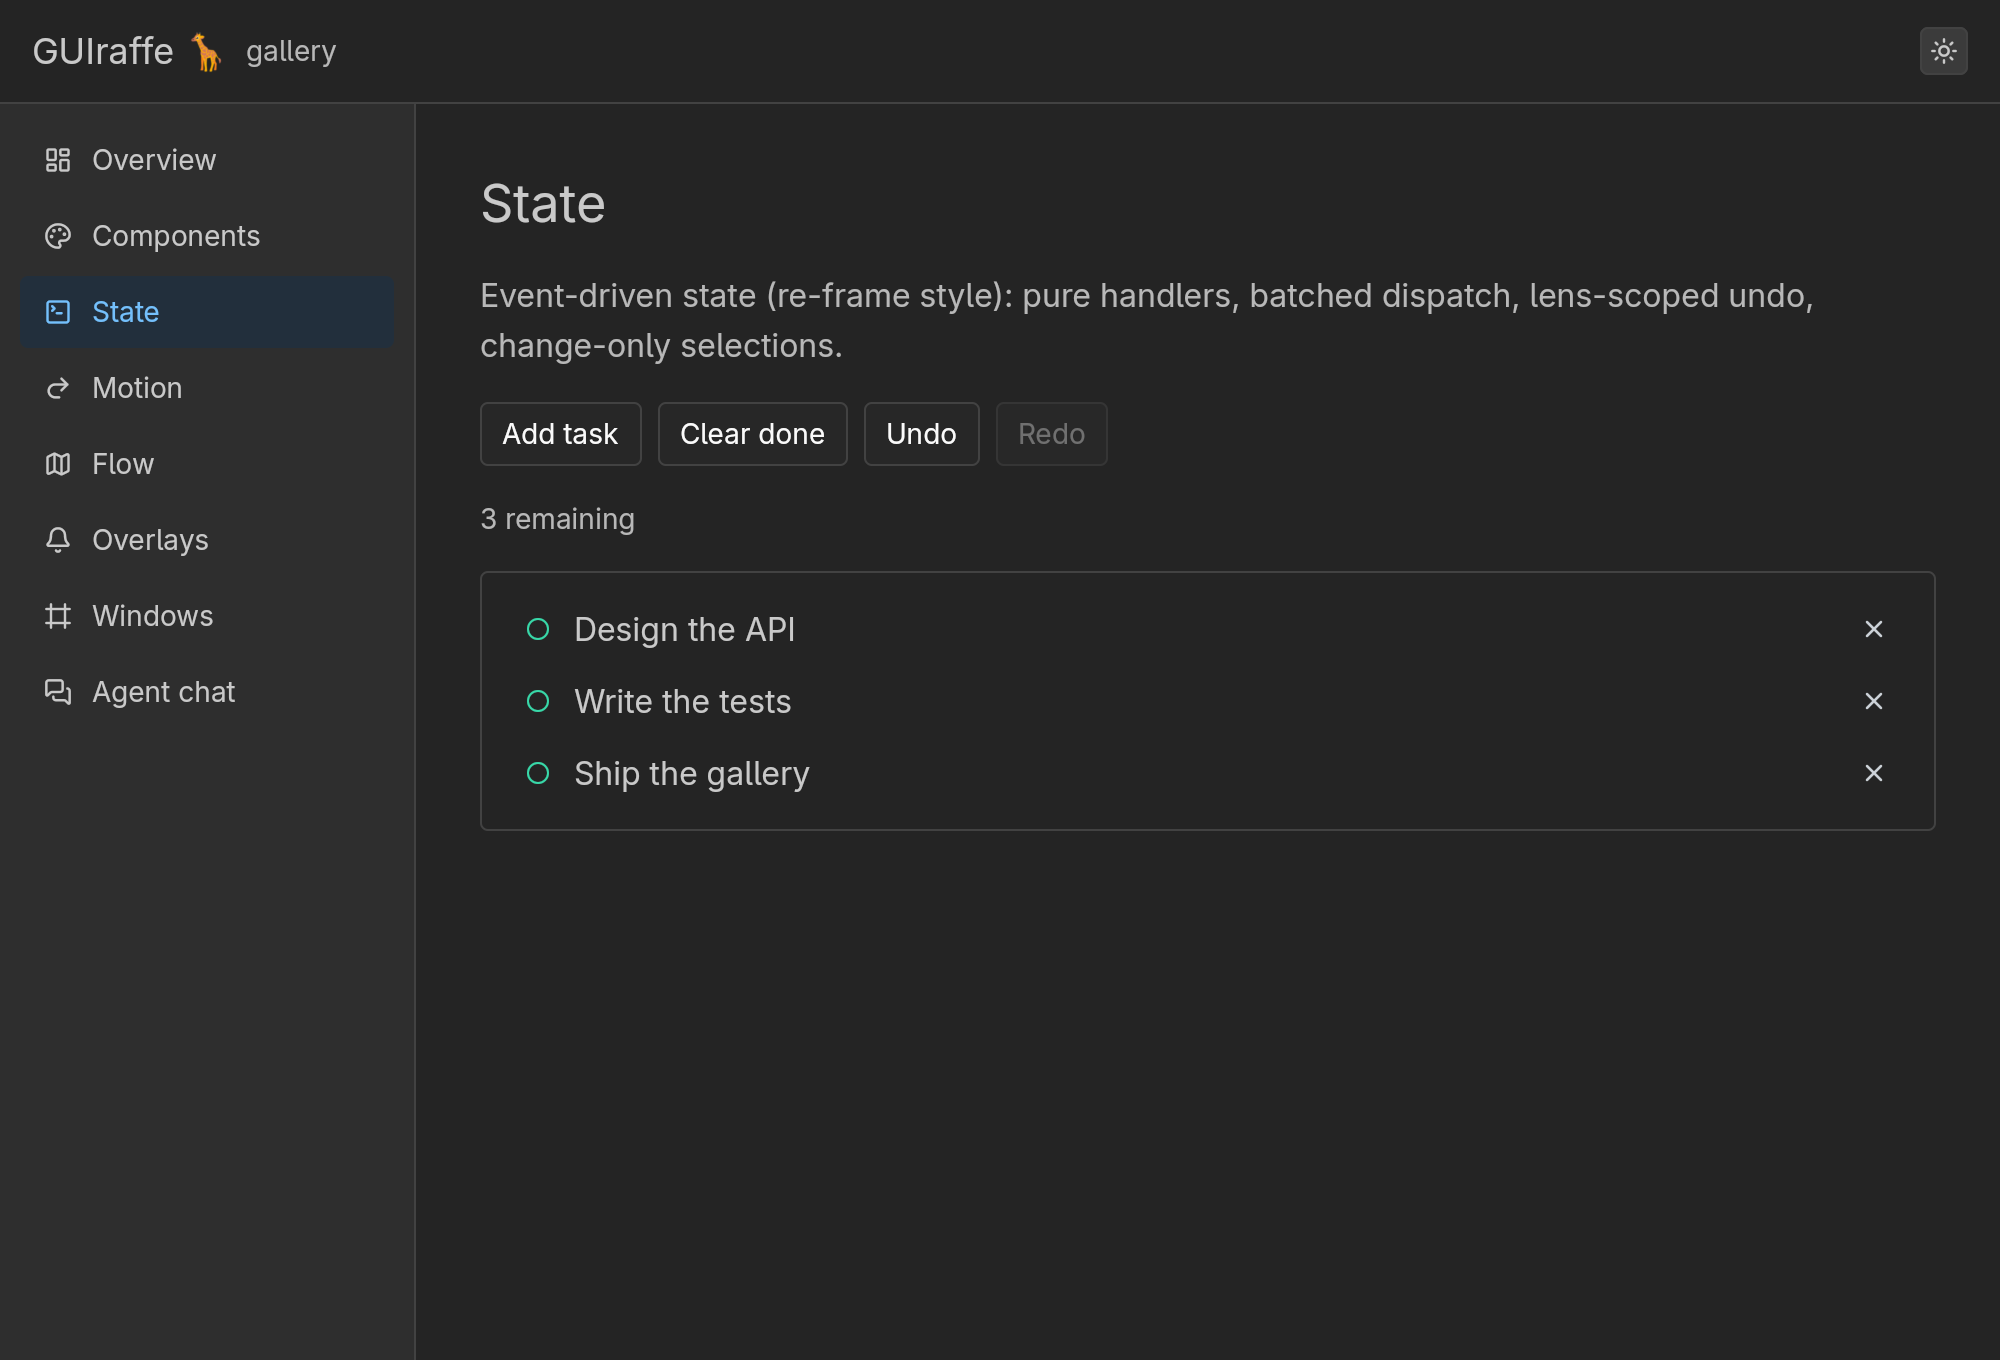 GUIraffe 🦒 gallery
Overview
Components
State
Motion
Flow
Overlays
Windows
Agent chat
State
Event-driven state (re-frame style): pure handlers, batched dispatch, lens-scoped undo,
change-only selections.
Add task Clear done Undo Redo
3 remaining
Design the API
Write the tests
Ship the gallery